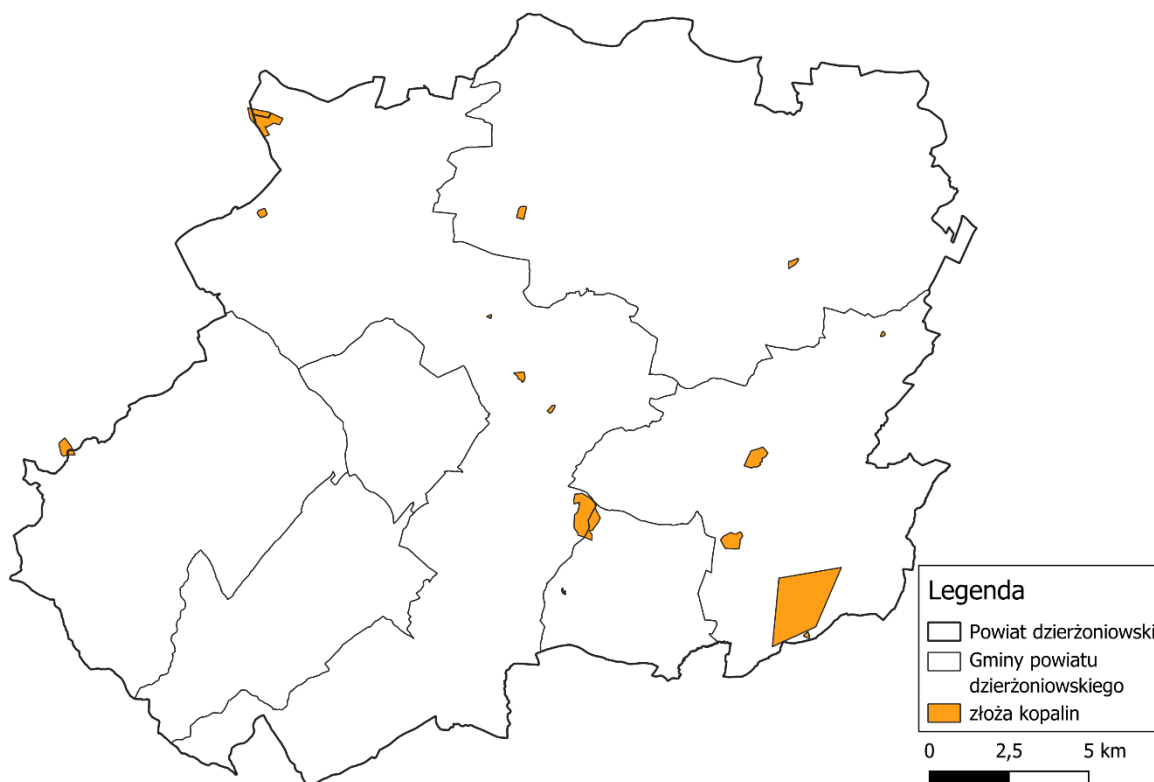 Legenda
Powiat dzierżoniowski
Gminy powiatu
dzierżoniowskiego
złoża kopalin
0 2,5 5 km